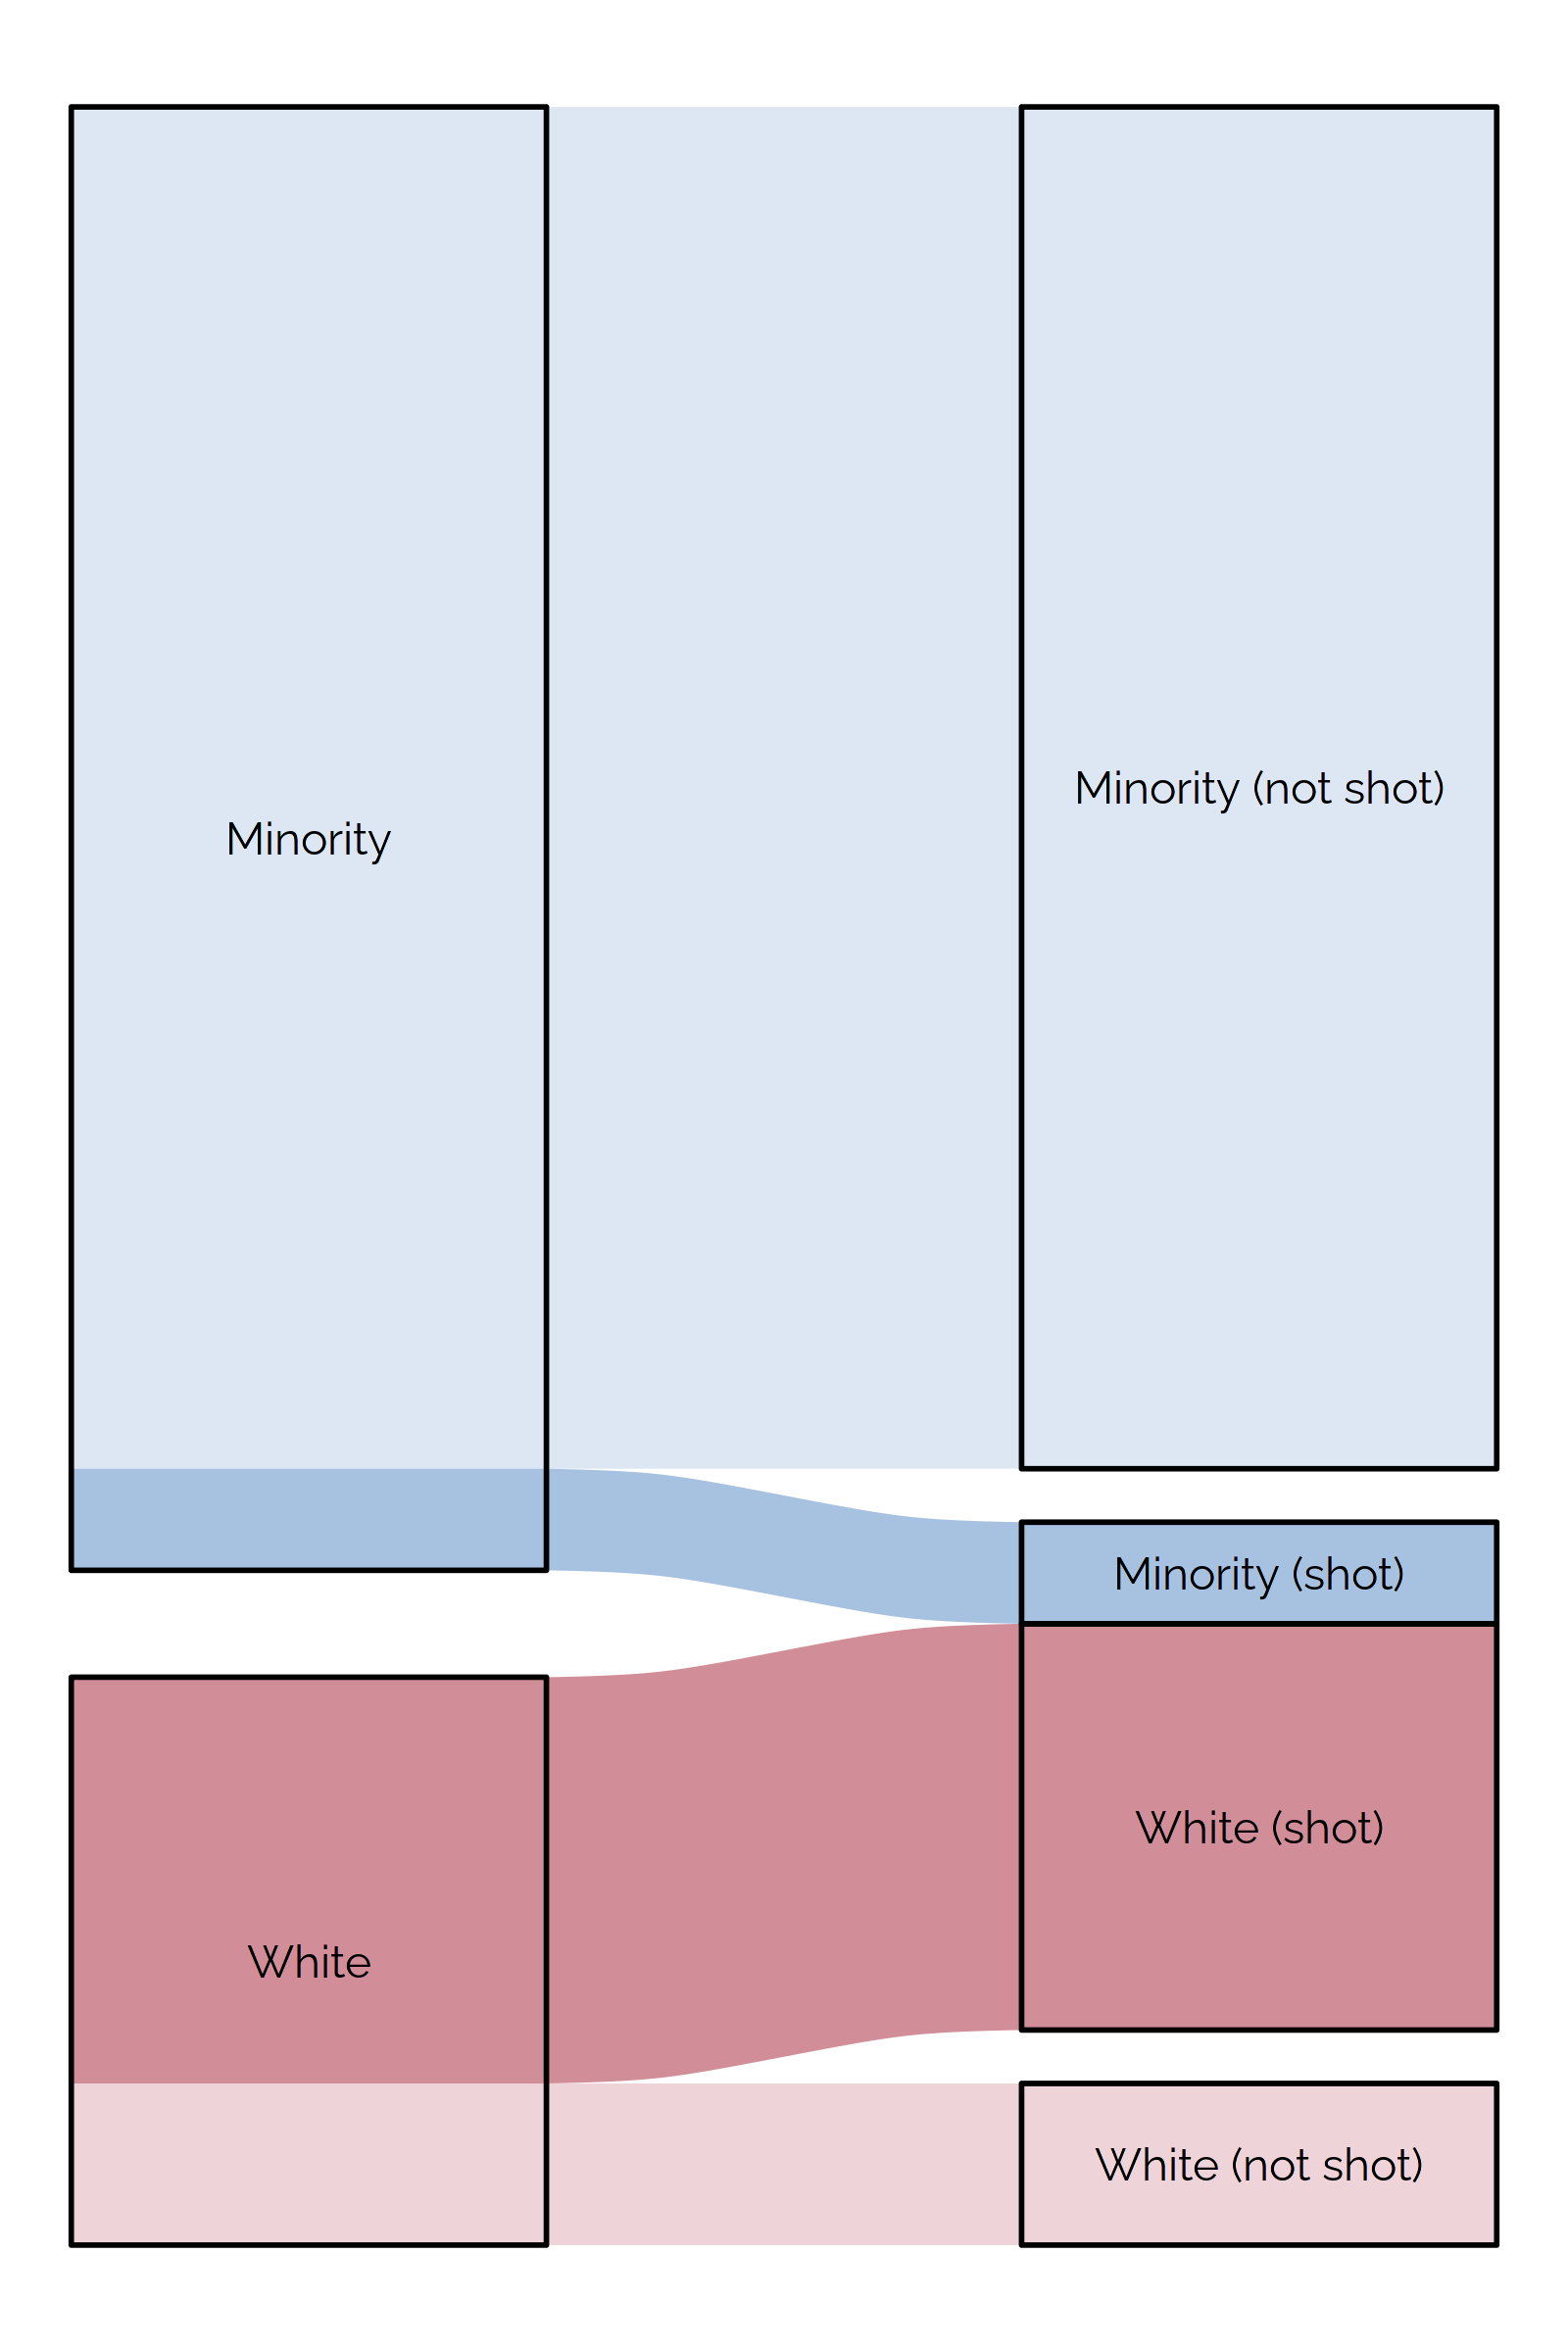 Minority (not shot)
Minority
Minority (shot)
White (shot)
White
White (not shot)